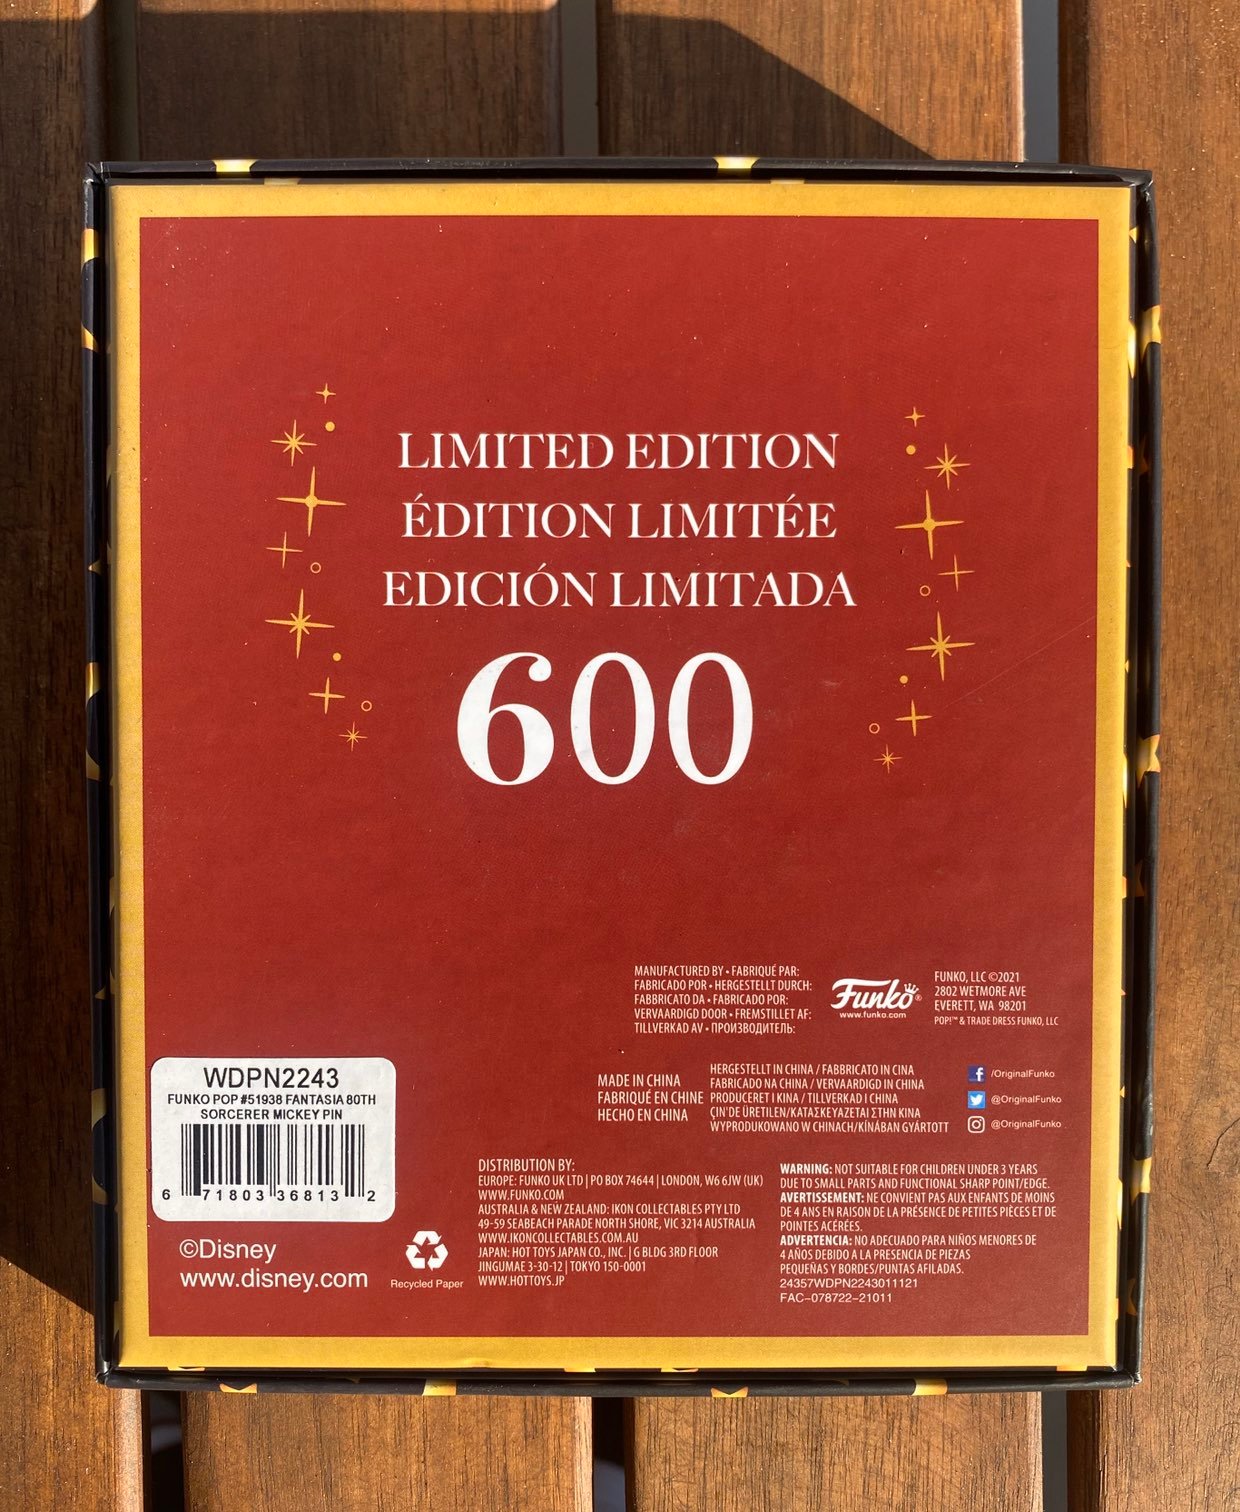 LIMITED EDITION
ÉDITION LIMITÉE
EDICIÓN LIMITADA
600
MANUFACTURED BY • FABRIQUÉ PAR:
FABRICADO POR • HERGESTELLT DURCH:
FABBRICATO DA • FABRICADO POR:
VERVAARDIGD DOOR • FREMSTILLET AF:
TILLVERKAD AV • ПРОИЗВОДИТЕЛЬ:
Funko®
www.funko.com
FUNKO, LLC ©2021
2802 WETMORE AVE
EVERETT, WA 98201
POP!™ & TRADE DRESS FUNKO, LLC
MADE IN CHINA
FABRIQUÉ EN CHINE
HECHO EN CHINA
HERGESTELLT IN CHINA / FABBRICATO IN CINA
FABRICADO NA CHINA / VERVAARDIGD IN CHINA
PRODUCERET I KINA / TILLVERKAD I CHINA
ÇIN'DE ÜRETILEN/ΚΑΤΑΣΚΕΥΑΖΕΤΑΙ ΣΤΗΝ ΚΙΝΑ
WYPRODUKOWANO W CHINACH/KÍNÁBAN GYÁRTOTT
/OriginalFunko
@OriginalFunko
@OriginalFunko
WDPN2243
FUNKO POP #51938 FANTASIA 80TH
SORCERER MICKEY PIN
6 71803 36813 2
©Disney
www.disney.com
Recycled Paper
DISTRIBUTION BY:
EUROPE: FUNKO UK LTD | PO BOX 74644 | LONDON, W6 6JW (UK)
WWW.FUNKO.COM
AUSTRALIA & NEW ZEALAND: IKON COLLECTABLES PTY LTD
49-59 SEABEACH PARADE NORTH SHORE, VIC 3214 AUSTRALIA
WWW.IKONCOLLECTABLES.COM.AU
JAPAN: HOT TOYS JAPAN CO., INC. | G BLDG 3RD FLOOR
JINGUMAE 3-30-12 | TOKYO 150-0001
WWW.HOTTOYS.JP
WARNING: NOT SUITABLE FOR CHILDREN UNDER 3 YEARS
DUE TO SMALL PARTS AND FUNCTIONAL SHARP POINT/EDGE.
AVERTISSEMENT: NE CONVIENT PAS AUX ENFANTS DE MOINS
DE 4 ANS EN RAISON DE LA PRÉSENCE DE PETITES PIÈCES ET DE
POINTES ACÉRÉES.
ADVERTENCIA: NO ADECUADO PARA NIÑOS MENORES DE
4 AÑOS DEBIDO A LA PRESENCIA DE PIEZAS
PEQUEÑAS Y BORDES/PUNTAS AFILADAS.
24357WDPN2243011121
FAC-078722-21011